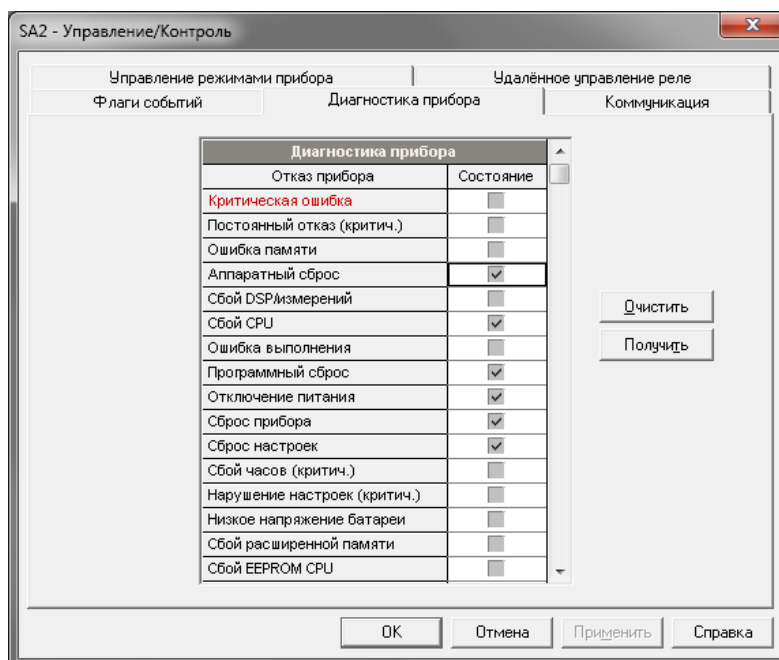 SA2 - Управление/Контроль
Управление режимами прибора Удалённое управление реле
Флаги событий Диагностика прибора Коммуникация
Диагностика прибора
Отказ прибора Состояние
Критическая ошибка
Постоянный отказ (критич.)
Ошибка памяти
Аппаратный сброс
Сбой DSP/измерений
Сбой CPU
Ошибка выполнения
Программный сброс
Отключение питания
Сброс прибора
Сброс настроек
Сбой часов (критич.)
Нарушение настроек (критич.)
Низкое напряжение батареи
Сбой расширенной памяти
Сбой EEPROM CPU
Очистить
Получить
OK Отмена Применить Справка